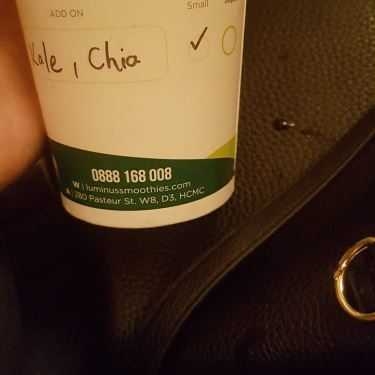 ADD ON
Small
Kale, Chia
0888 168 008
W | luminussmoothies.com
A | 280 Pasteur St. W8, D3, HCMC